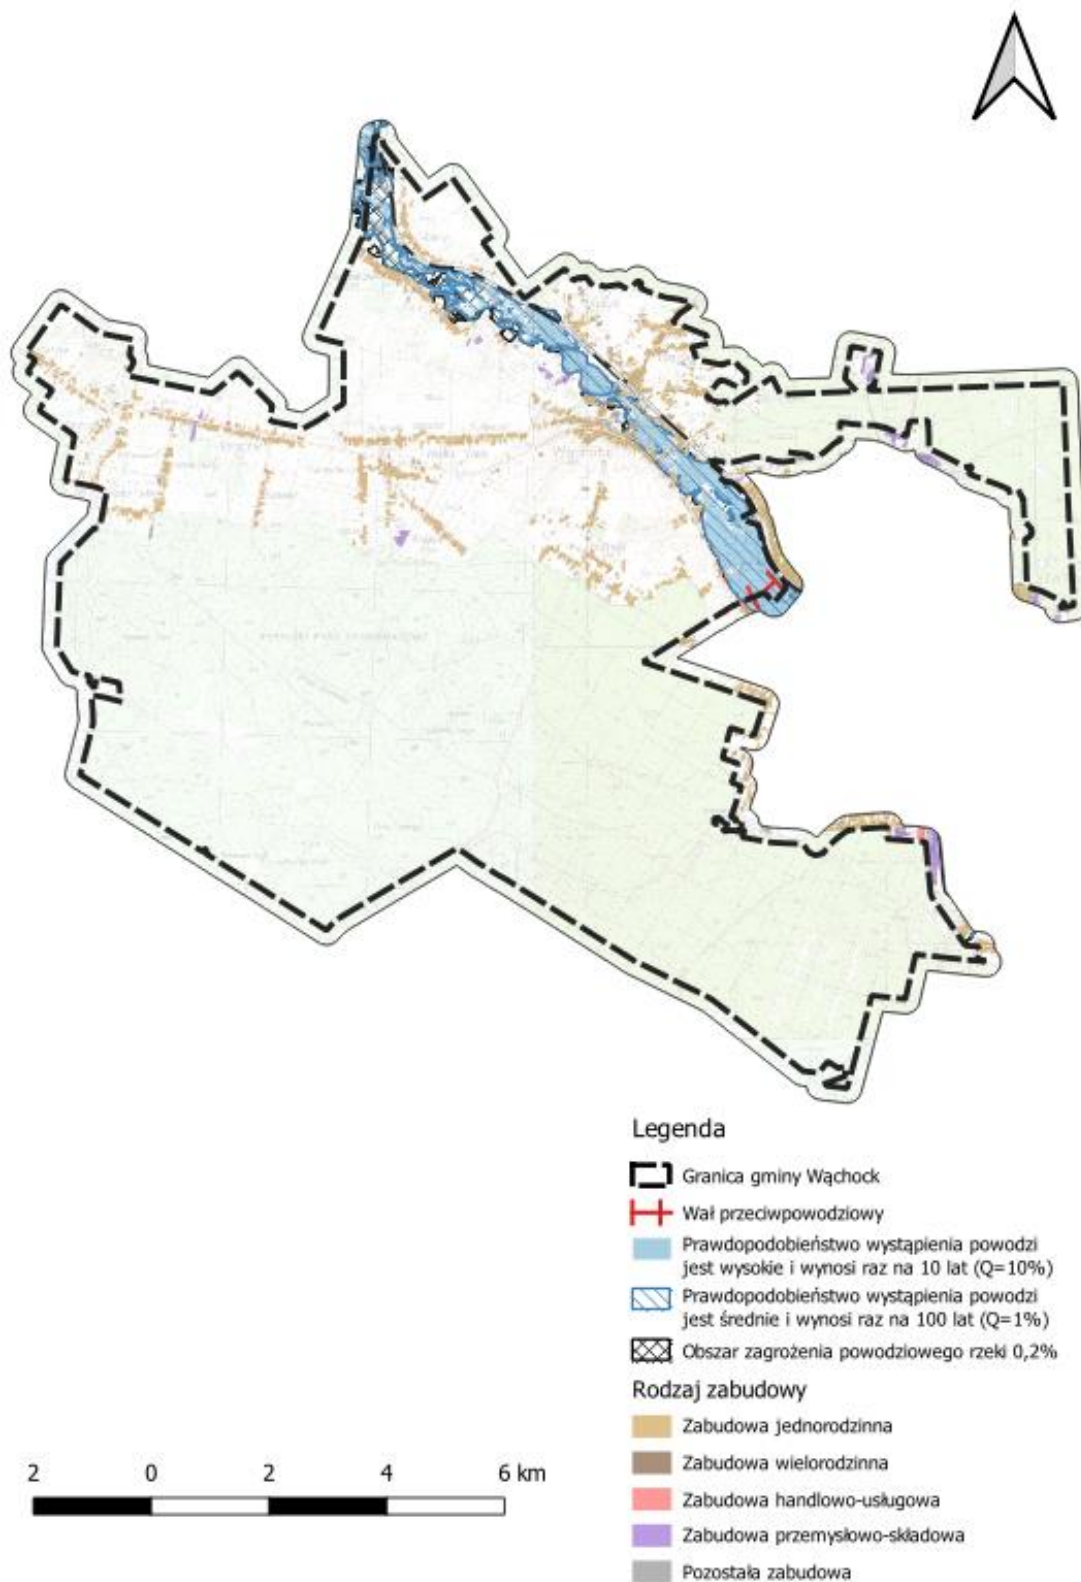 Legenda
Granica gminy Wąchock
Wał przeciwpowodziowy
Prawdopodobieństwo wystąpienia powodzi
jest wysokie i wynosi raz na 10 lat (Q=10%)
Prawdopodobieństwo wystąpienia powodzi
jest średnie i wynosi raz na 100 lat (Q=1%)
Obszar zagrożenia powodziowego rzeki 0,2%
Rodzaj zabudowy
Zabudowa jednorodzinna
Zabudowa wielorodzinna
Zabudowa handlowo-usługowa
Zabudowa przemysłowo-składowa
Pozostała zabudowa
2 0 2 4 6 km